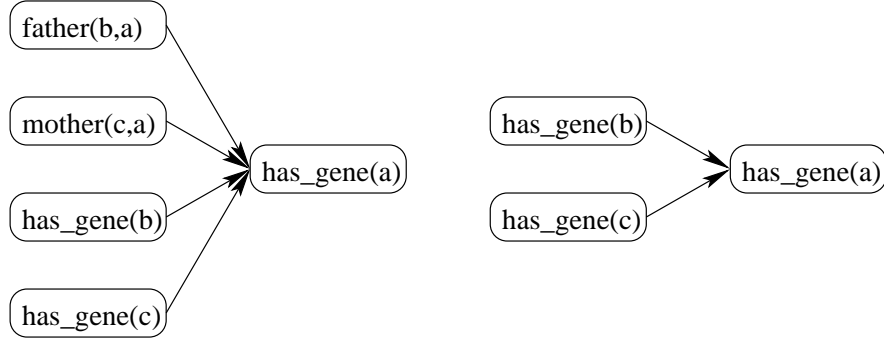 father(b,a)
mother(c,a)
has_gene(b)
has_gene(c)
has_gene(a)
has_gene(b)
has_gene(c)
has_gene(a)